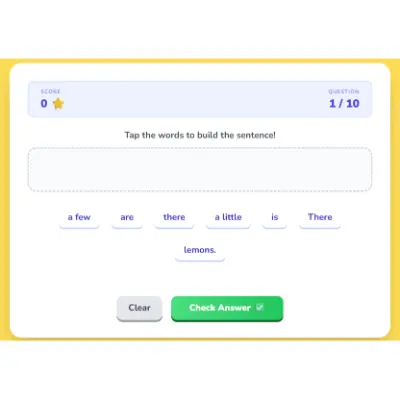 SCORE QUESTION
0 ⭐ 1 / 10
Tap the words to build the sentence!
a few are there a little is There
lemons.
Clear Check Answer ✅